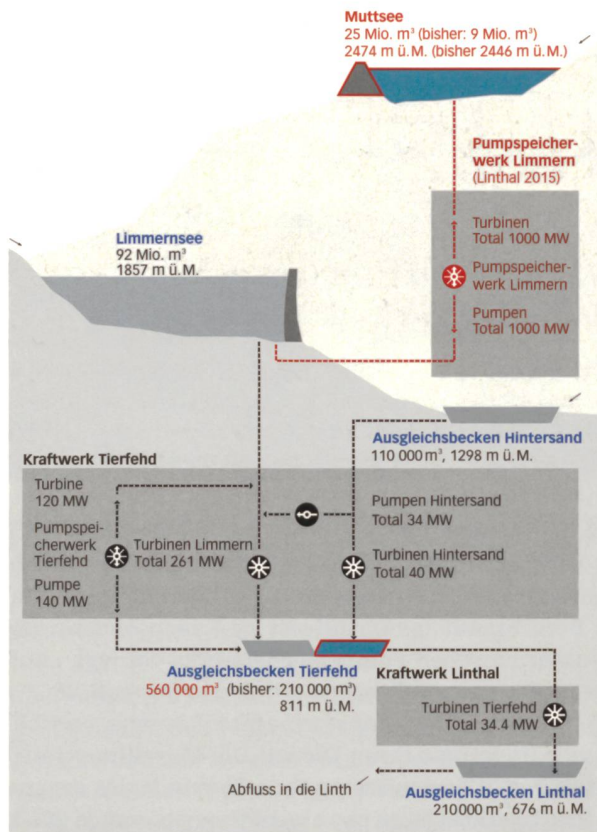 Muttsee
25 Mio. m³ (bisher: 9 Mio. m³)
2474 m ü. M. (bisher 2446 m ü. M.)
Pumpspeicher-
werk Limmern
(Linthal 2015)
Turbinen
Total 1000 MW
Pumpspeicher-
werk Limmern
Pumpen
Total 1000 MW
Limmernsee
92 Mio. m³
1857 m ü. M.
Ausgleichsbecken Hintersand
110 000 m³, 1298 m ü. M.
Kraftwerk Tierfehd
Turbine
120 MW
Pumpspei-
cherwerk
Tierfehd
Pumpe
140 MW
Turbinen Limmern
Total 261 MW
Pumpen Hintersand
Total 34 MW
Turbinen Hintersand
Total 40 MW
Ausgleichsbecken Tierfehd
560 000 m³ (bisher: 210 000 m³)
811 m ü. M.
Kraftwerk Linthal
Turbinen Tierfehd
Total 34.4 MW
Abfluss in die Linth
Ausgleichsbecken Linthal
210 000 m³, 676 m ü. M.